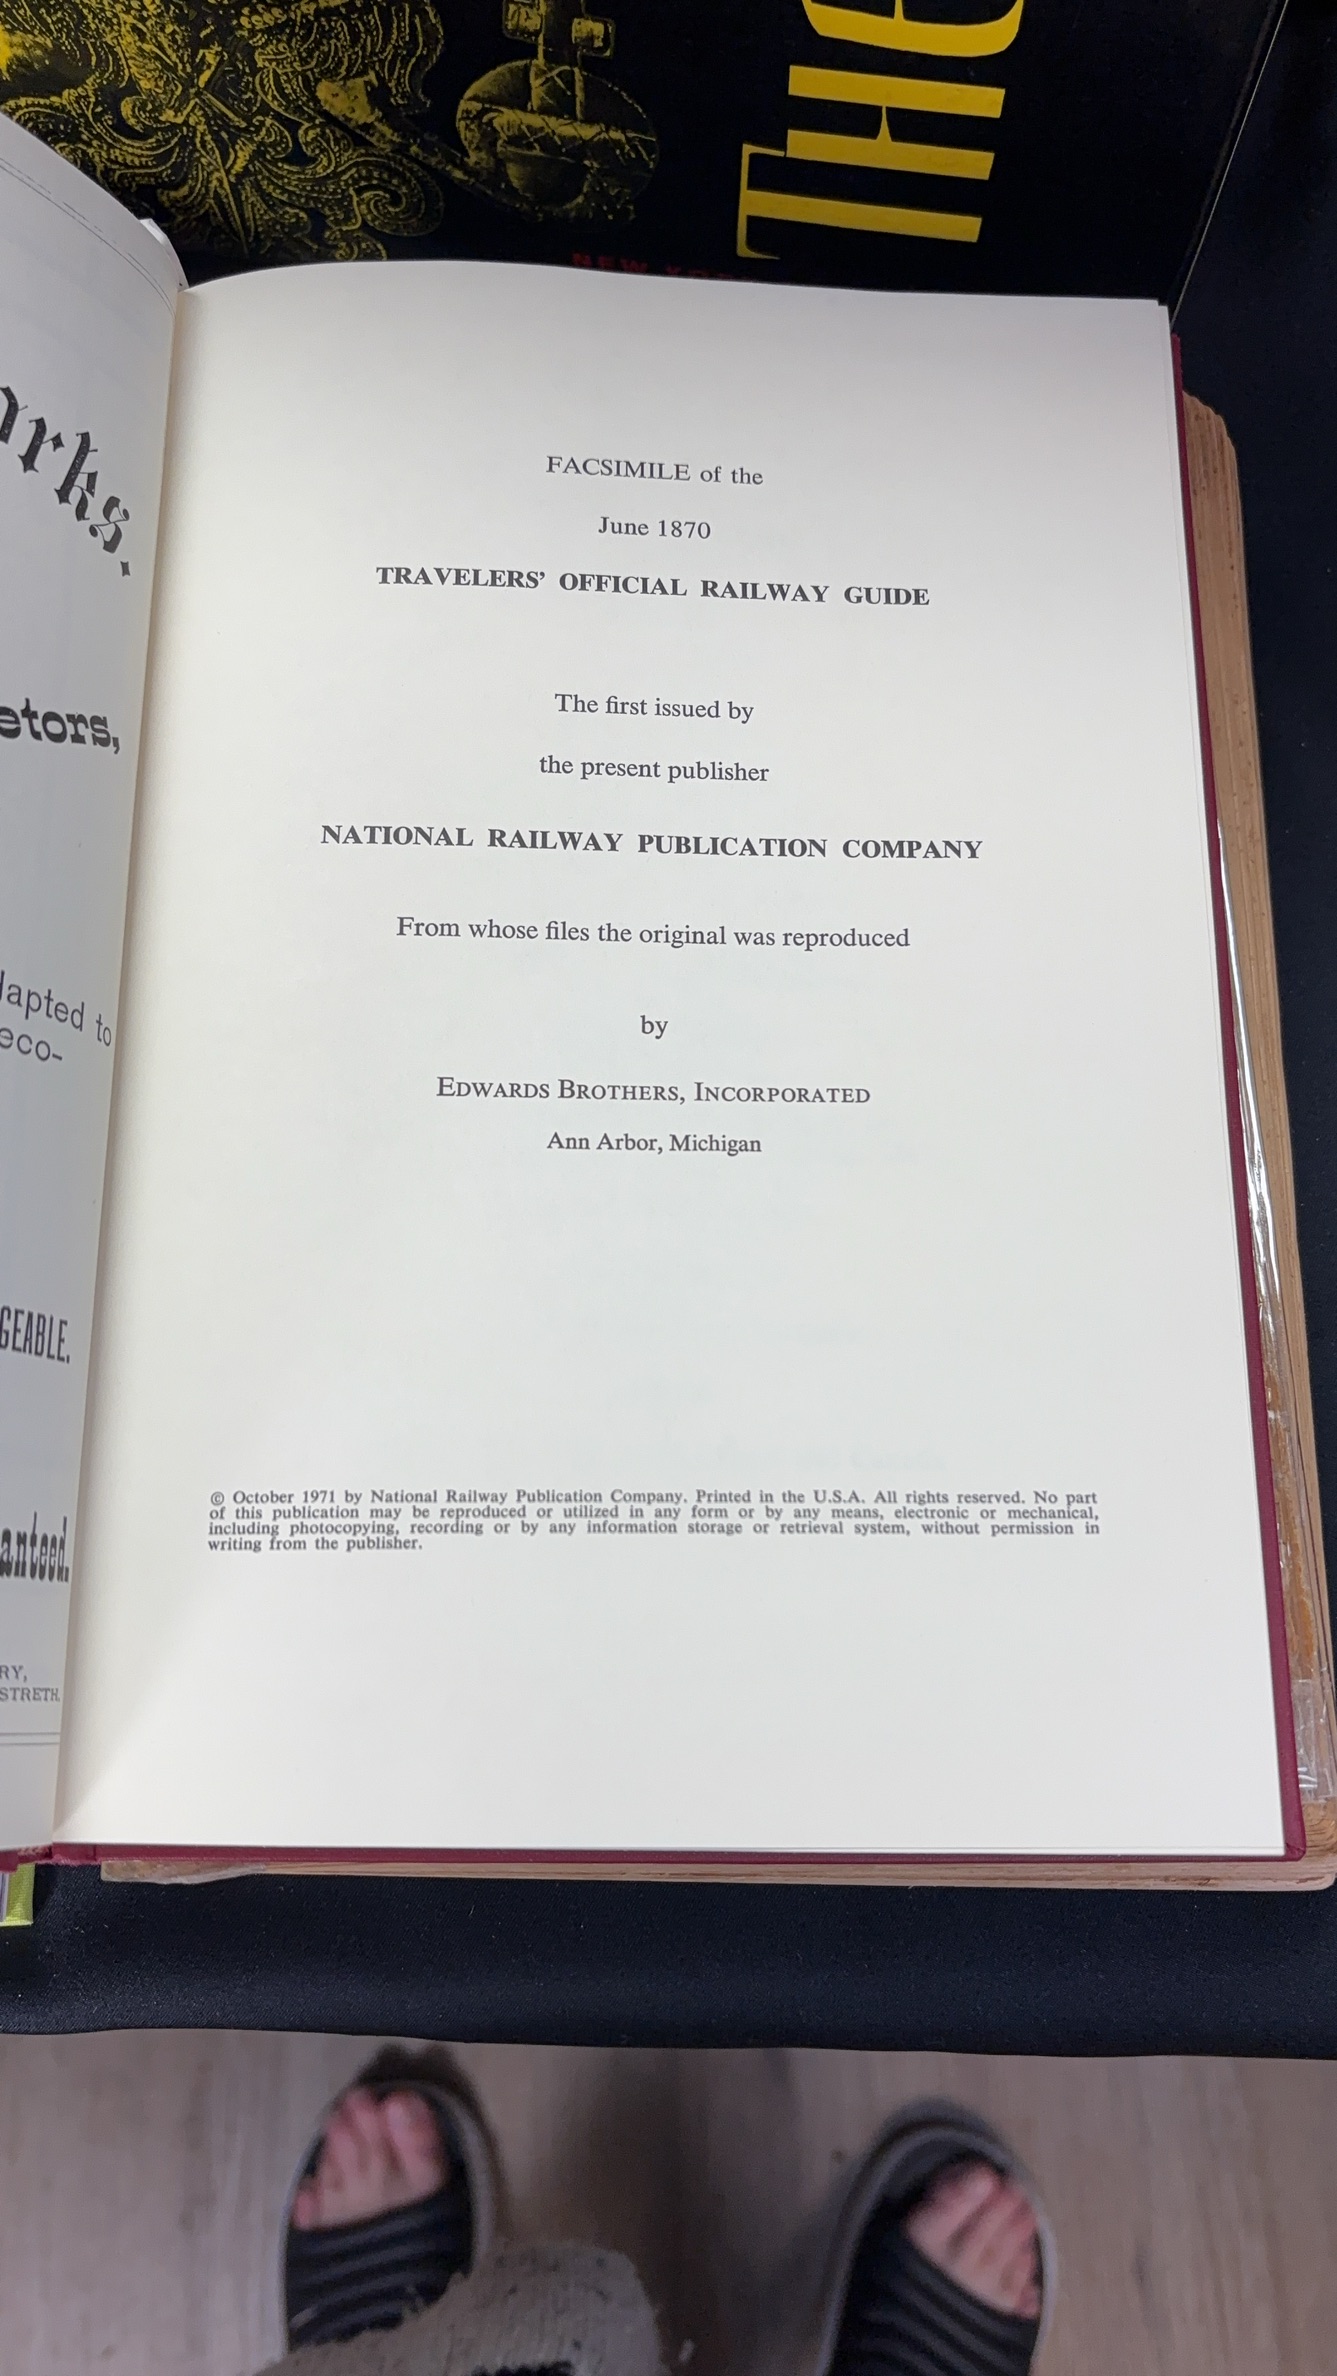 THE
NEW YOR
arks.
etors,
dapted to
eco-
GEABLE.
anteed.
RY,
STRETH.
FACSIMILE of the
June 1870
TRAVELERS’ OFFICIAL RAILWAY GUIDE
The first issued by
the present publisher
NATIONAL RAILWAY PUBLICATION COMPANY
From whose files the original was reproduced
by
EDWARDS BROTHERS, INCORPORATED
Ann Arbor, Michigan
© October 1971 by National Railway Publication Company. Printed in the U.S.A. All rights reserved. No part
of this publication may be reproduced or utilized in any form or by any means, electronic or mechanical,
including photocopying, recording or by any information storage or retrieval system, without permission in
writing from the publisher.